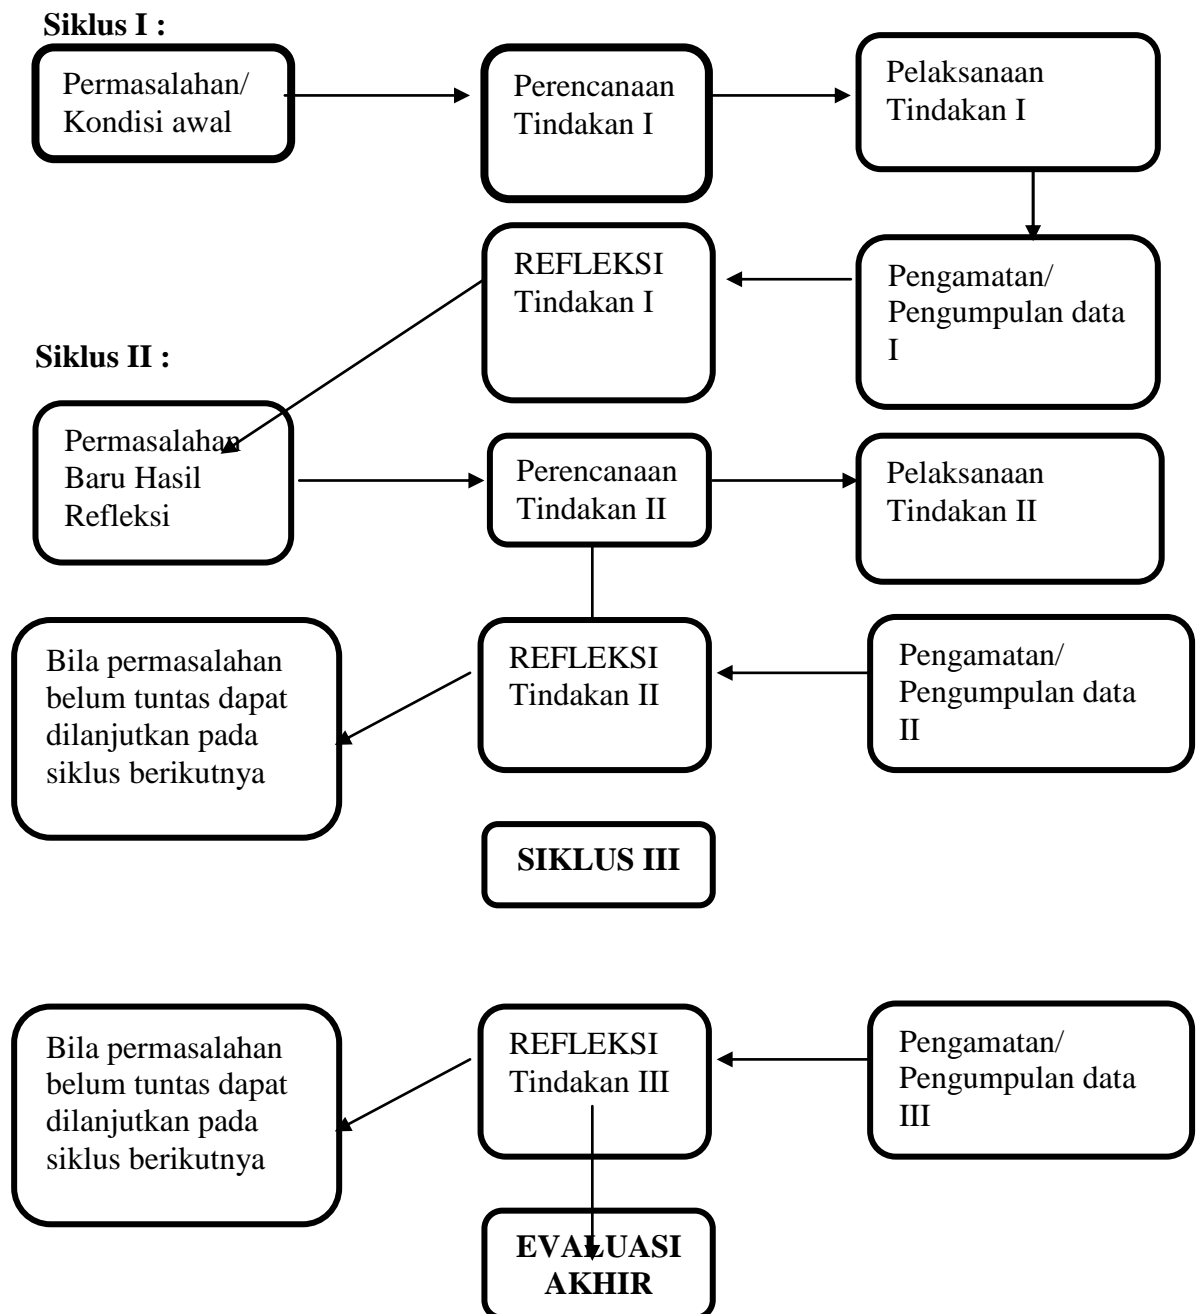 Siklus I :
Permasalahan/
Kondisi awal
Perencanaan
Tindakan I
Pelaksanaan
Tindakan I
REFLEKSI
Tindakan I
Pengamatan/
Pengumpulan data
I
Siklus II :
Permasalahan
Baru Hasil
Refleksi
Perencanaan
Tindakan II
Pelaksanaan
Tindakan II
Bila permasalahan
belum tuntas dapat
dilanjutkan pada
siklus berikutnya
REFLEKSI
Tindakan II
Pengamatan/
Pengumpulan data
II
SIKLUS III
Bila permasalahan
belum tuntas dapat
dilanjutkan pada
siklus berikutnya
REFLEKSI
Tindakan III
Pengamatan/
Pengumpulan data
III
EVALUASI
AKHIR